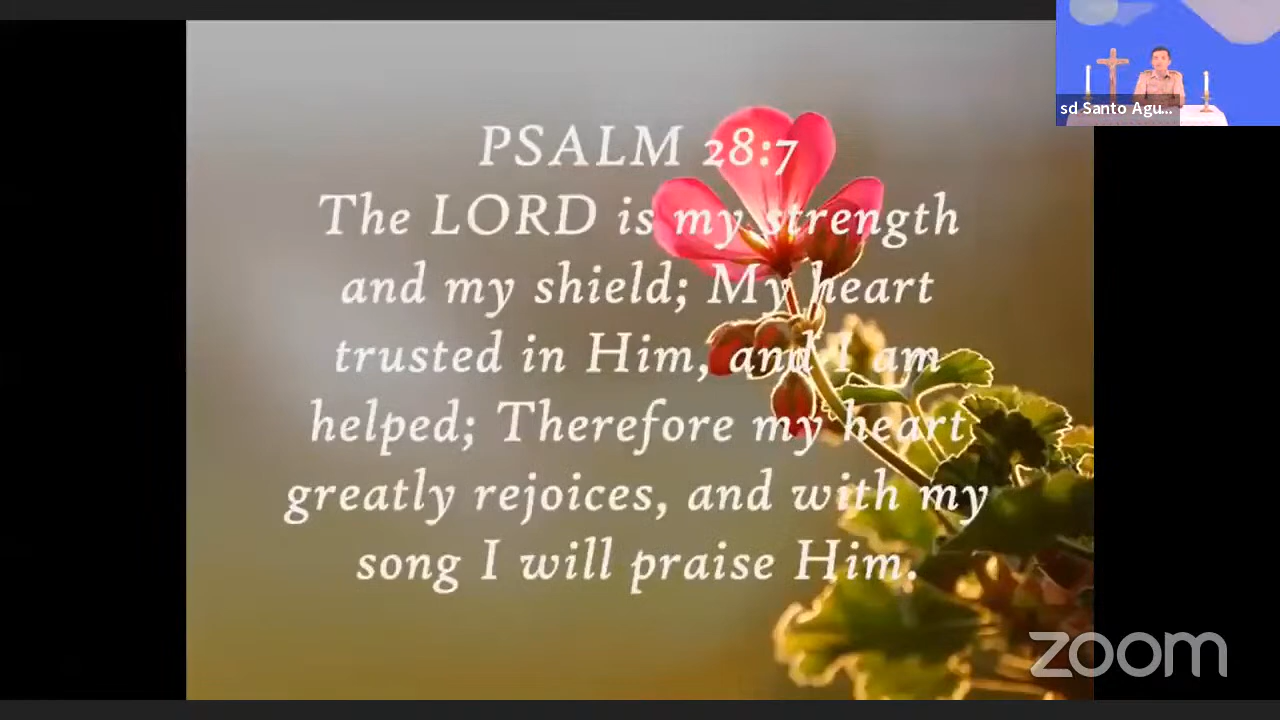 sd Santo Agu...
PSALM 28:7
The LORD is my strength
and my shield; My heart
trusted in Him, and I am
helped; Therefore my heart
greatly rejoices, and with my
song I will praise Him.
zoom